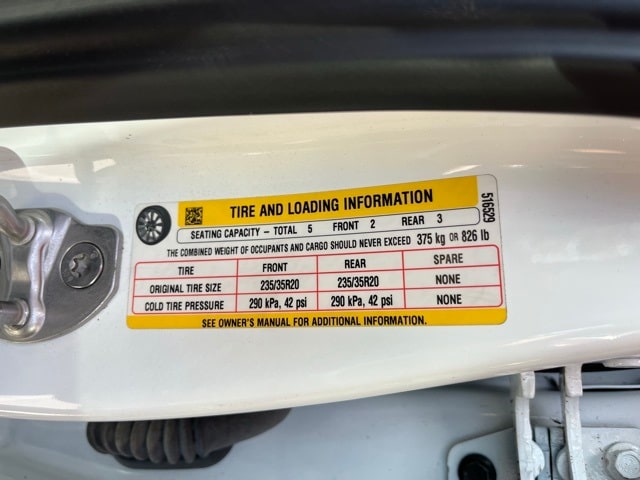 TIRE AND LOADING INFORMATION
516529
SEATING CAPACITY – TOTAL 5 FRONT 2 REAR 3
THE COMBINED WEIGHT OF OCCUPANTS AND CARGO SHOULD NEVER EXCEED 375 kg OR 826 lb
TIRE FRONT REAR SPARE
ORIGINAL TIRE SIZE 235/35R20 235/35R20 NONE
COLD TIRE PRESSURE 290 kPa, 42 psi 290 kPa, 42 psi NONE
SEE OWNER'S MANUAL FOR ADDITIONAL INFORMATION.